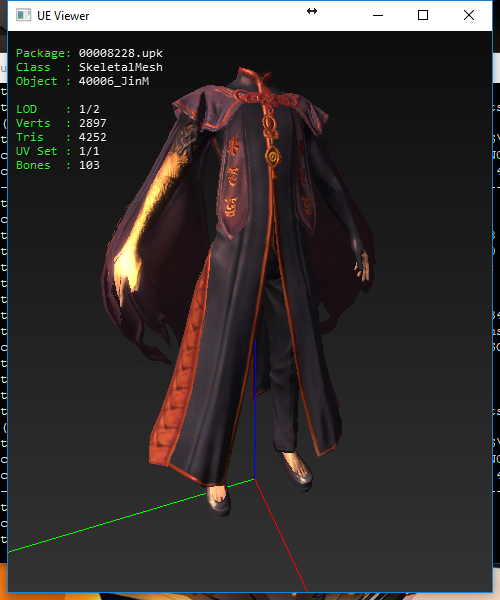 UE Viewer
Package: 00008228.upk
Class : SkeletalMesh
Object : 40006_JinM
LOD : 1/2
Verts : 2897
Tris : 4252
UV Set : 1/1
Bones : 103